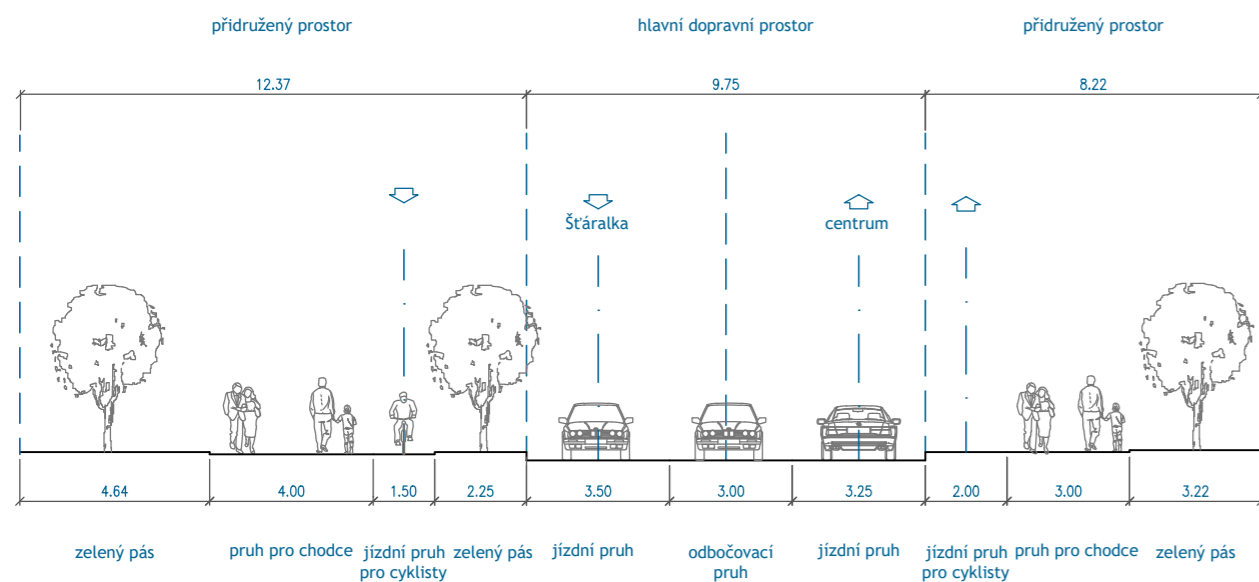 přidružený prostor hlavní dopravní prostor přidružený prostor
12.37 9.75 8.22
Šťáralka centrum
4.64 4.00 1.50 2.25 3.50 3.00 3.25 2.00 3.00 3.22
zelený pás pruh pro chodce jízdní pruh zelený pás jízdní pruh odbočovací jízdní pruh jízdní pruh pruh pro chodce zelený pás
pro cyklisty pruh pro cyklisty